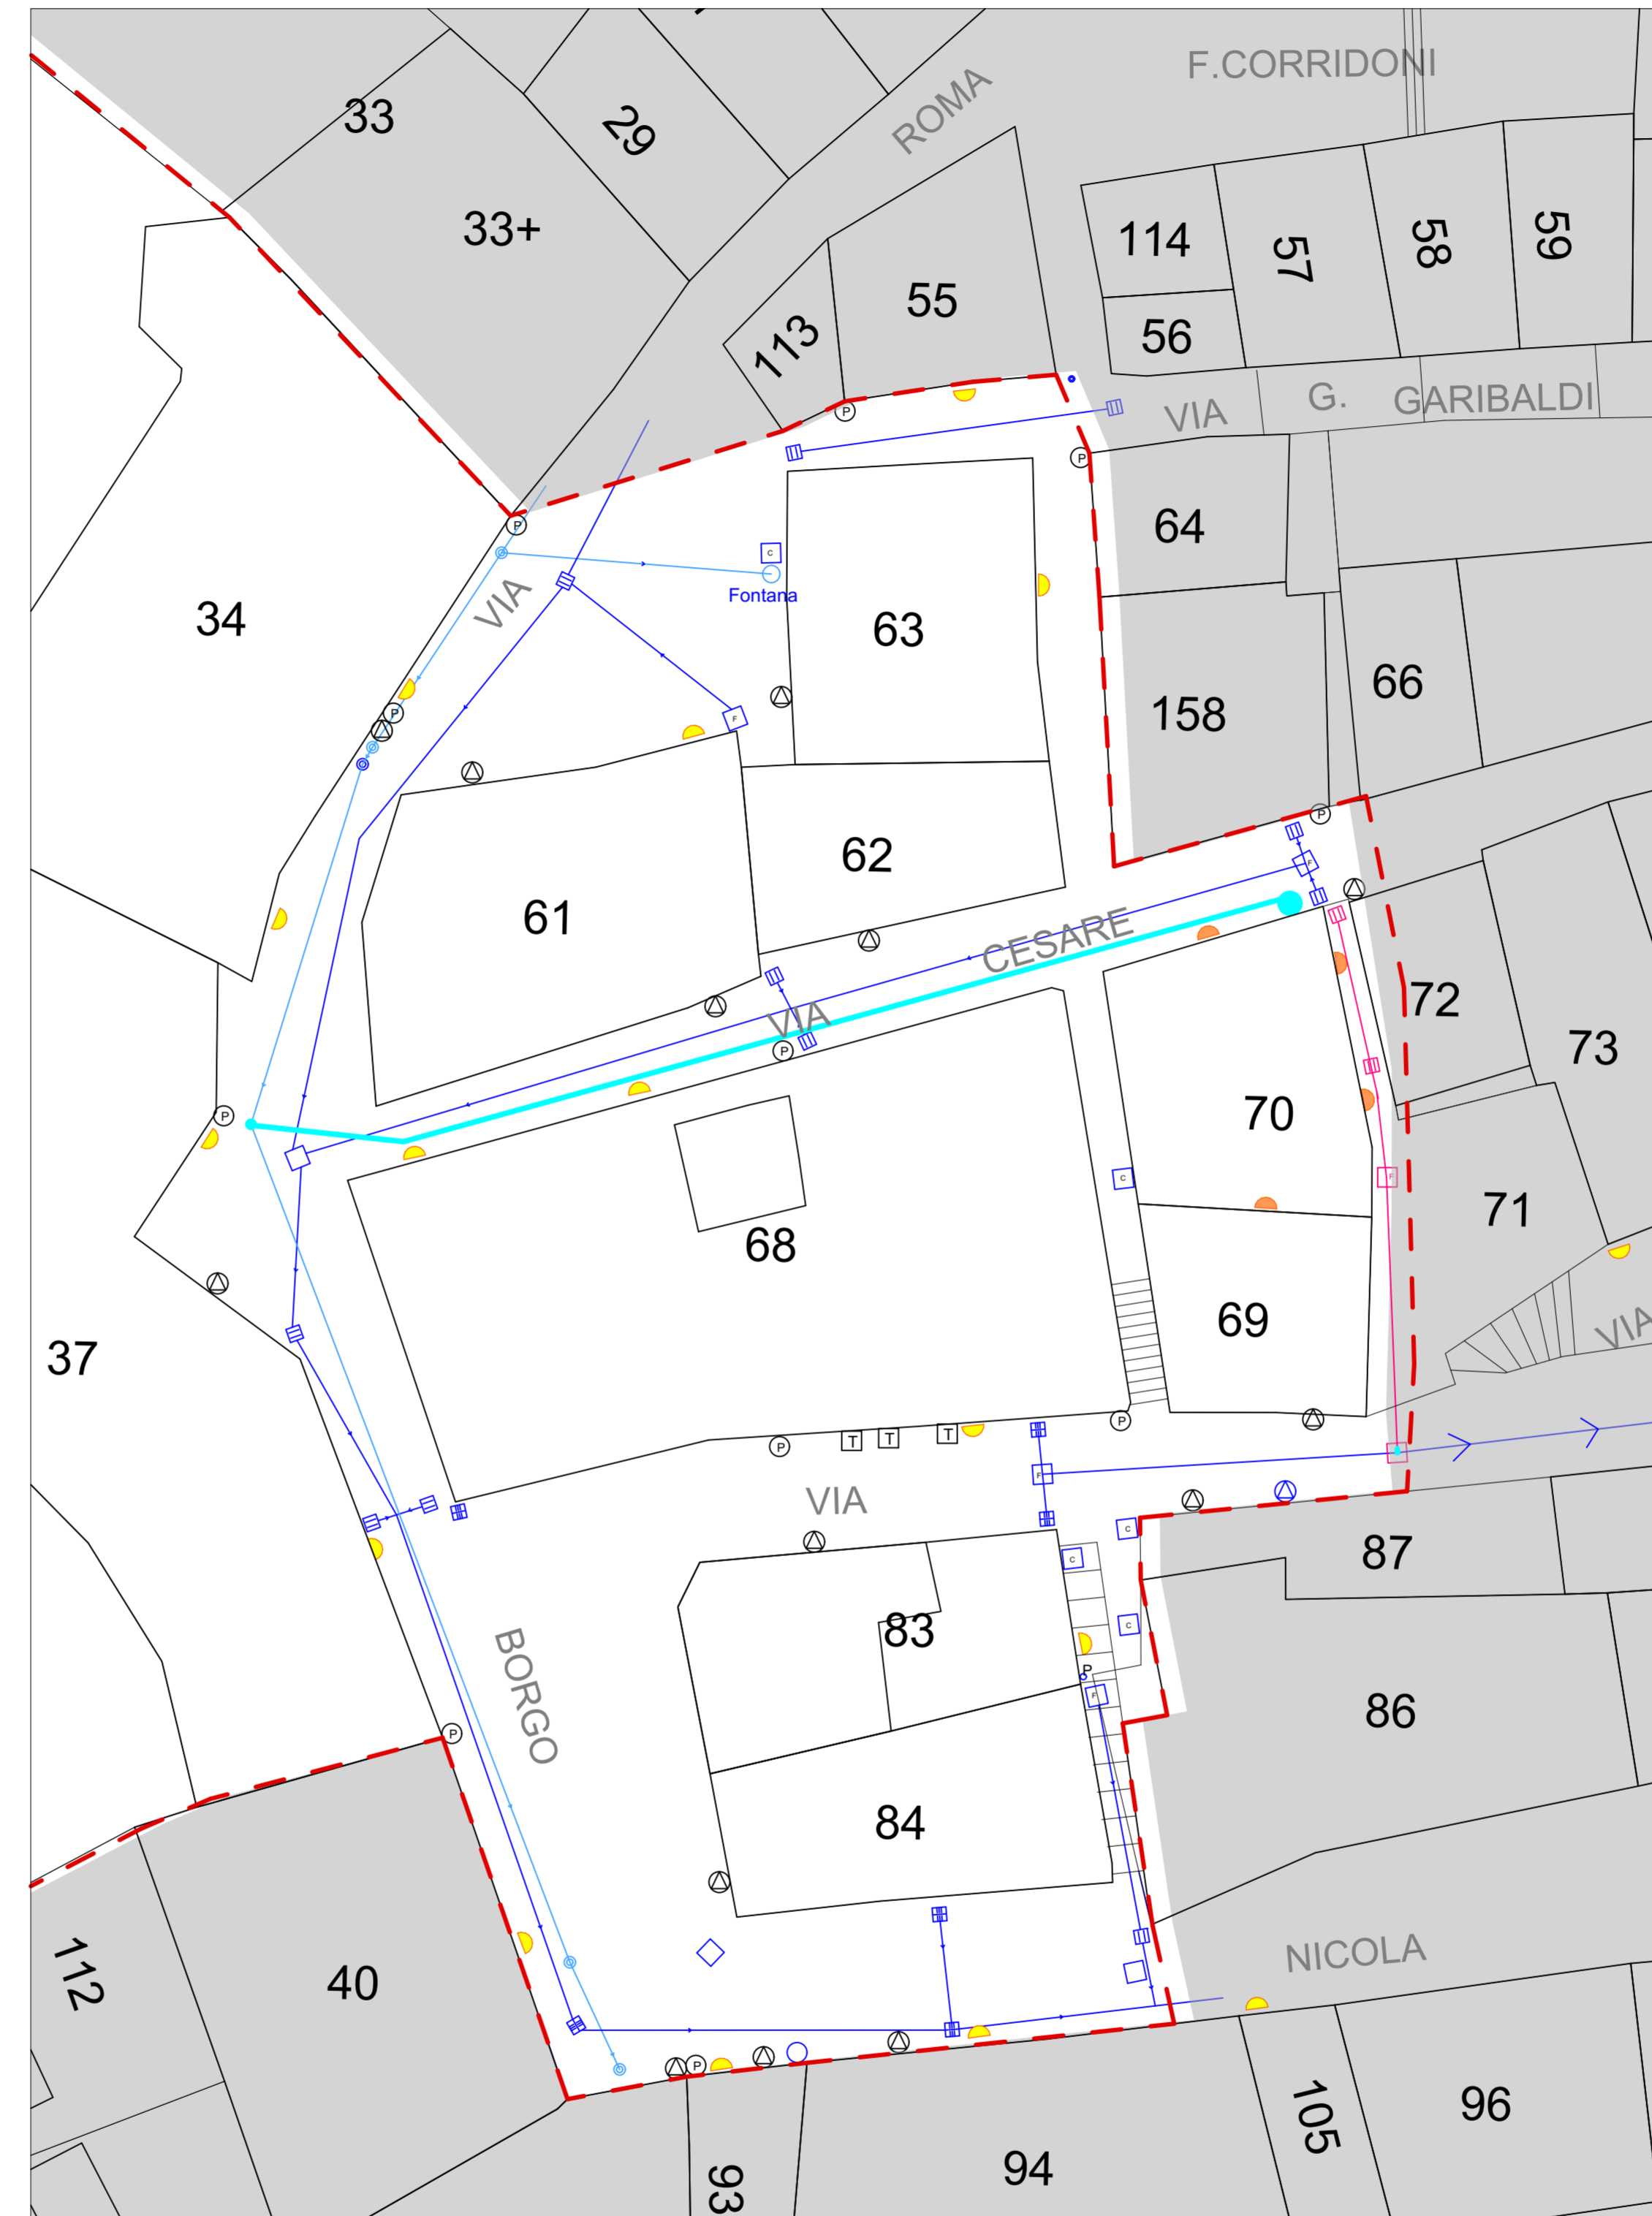 F.CORRIDONI
33
29
ROMA
33+
114
57
58
59
55
113
56
VIA
G.
GARIBALDI
P
P
64
P
C
Fontana
VIA
34
63
66
158
P
F
62
P
61
F
CESARE
72
VIA
P
73
70
P
C
F
71
68
69
VIA
37
P
P
T
T
T
F
VIA
C
C
87
83
C
BORGO
P
F
86
P
84
NICOLA
112
40
P
105
96
94
93